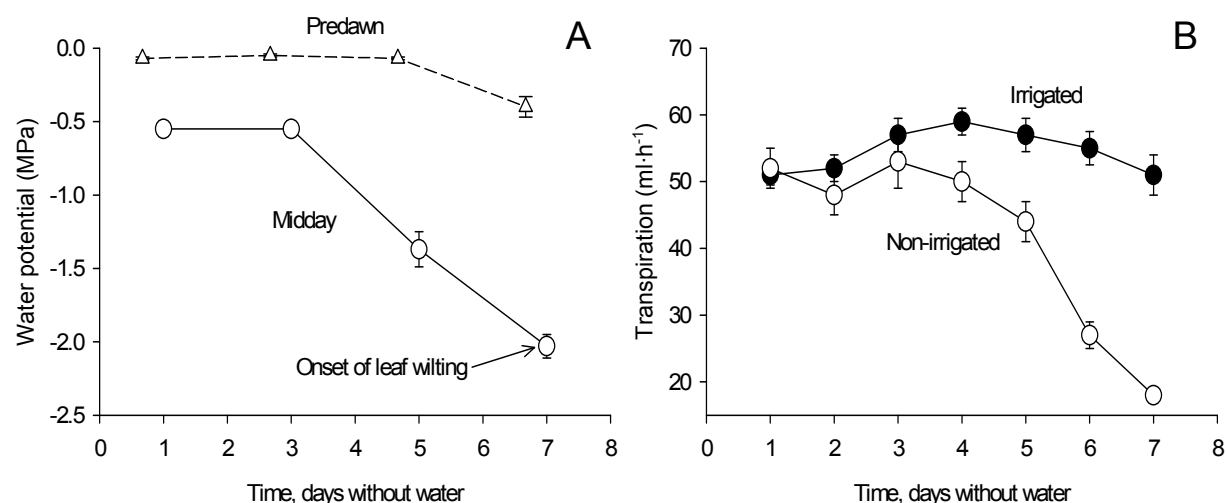 Predawn
A
0.0
-0.5
-1.0
-1.5
-2.0
-2.5
Water potential (MPa)
Midday
Onset of leaf wilting
0 1 2 3 4 5 6 7 8
Time, days without water
B
70
60
50
40
30
20
Transpiration (ml·h⁻¹)
Irrigated
Non-irrigated
0 1 2 3 4 5 6 7 8
Time, days without water